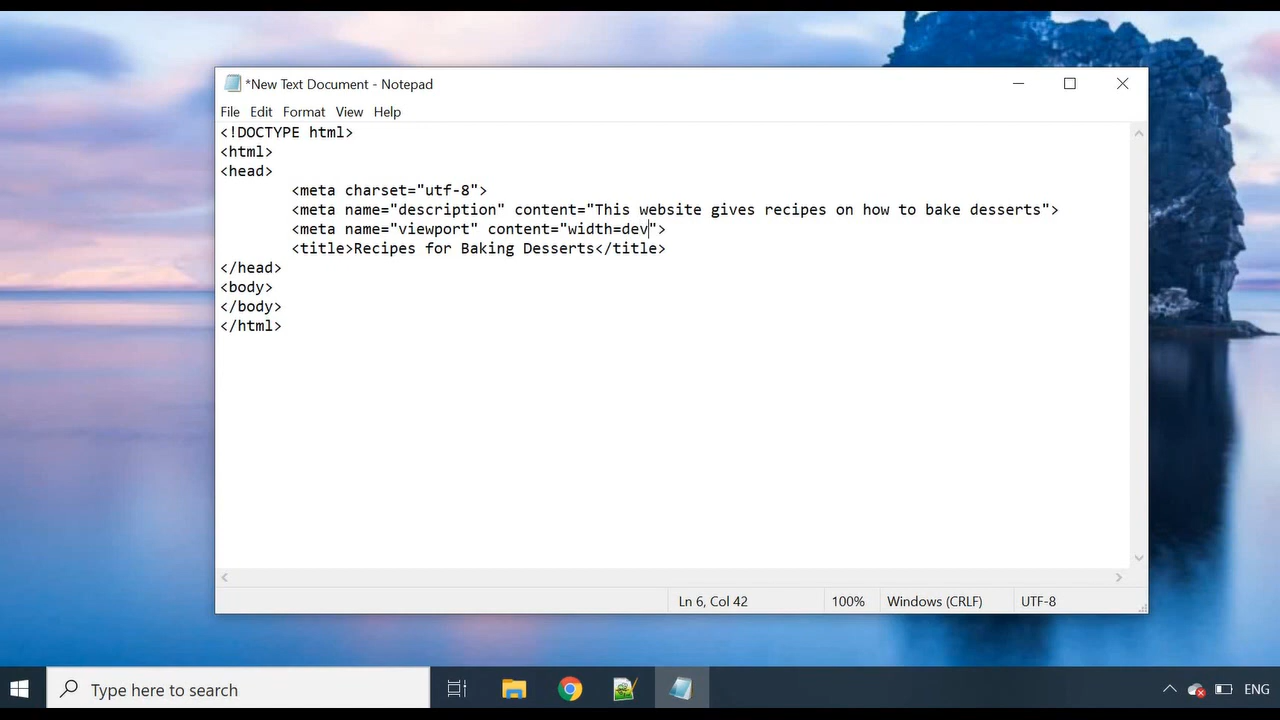 *New Text Document - Notepad
File Edit Format View Help
<!DOCTYPE html>
<html>
<head>
<meta charset="utf-8">
<meta name="description" content="This website gives recipes on how to bake desserts">
<meta name="viewport" content="width=dev">
<title>Recipes for Baking Desserts</title>
</head>
<body>
</body>
</html>
Ln 6, Col 42 100% Windows (CRLF) UTF-8
Type here to search ENG